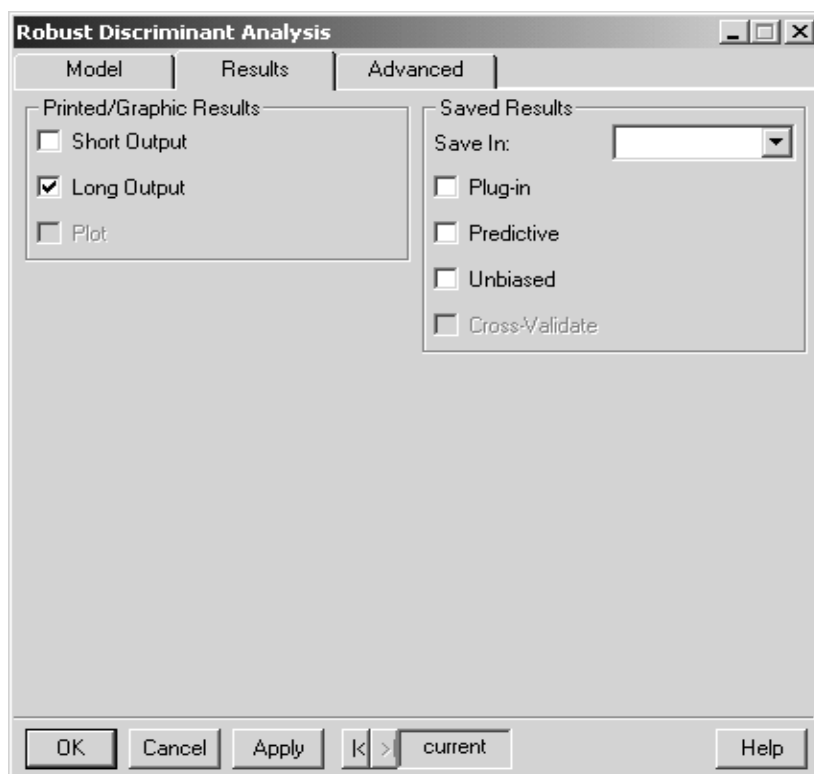 Robust Discriminant Analysis
Model Results Advanced
Printed/Graphic Results
Short Output
Long Output
Plot
Saved Results
Save In:
Plug-in
Predictive
Unbiased
Cross-Validate
OK Cancel Apply |< >| current Help